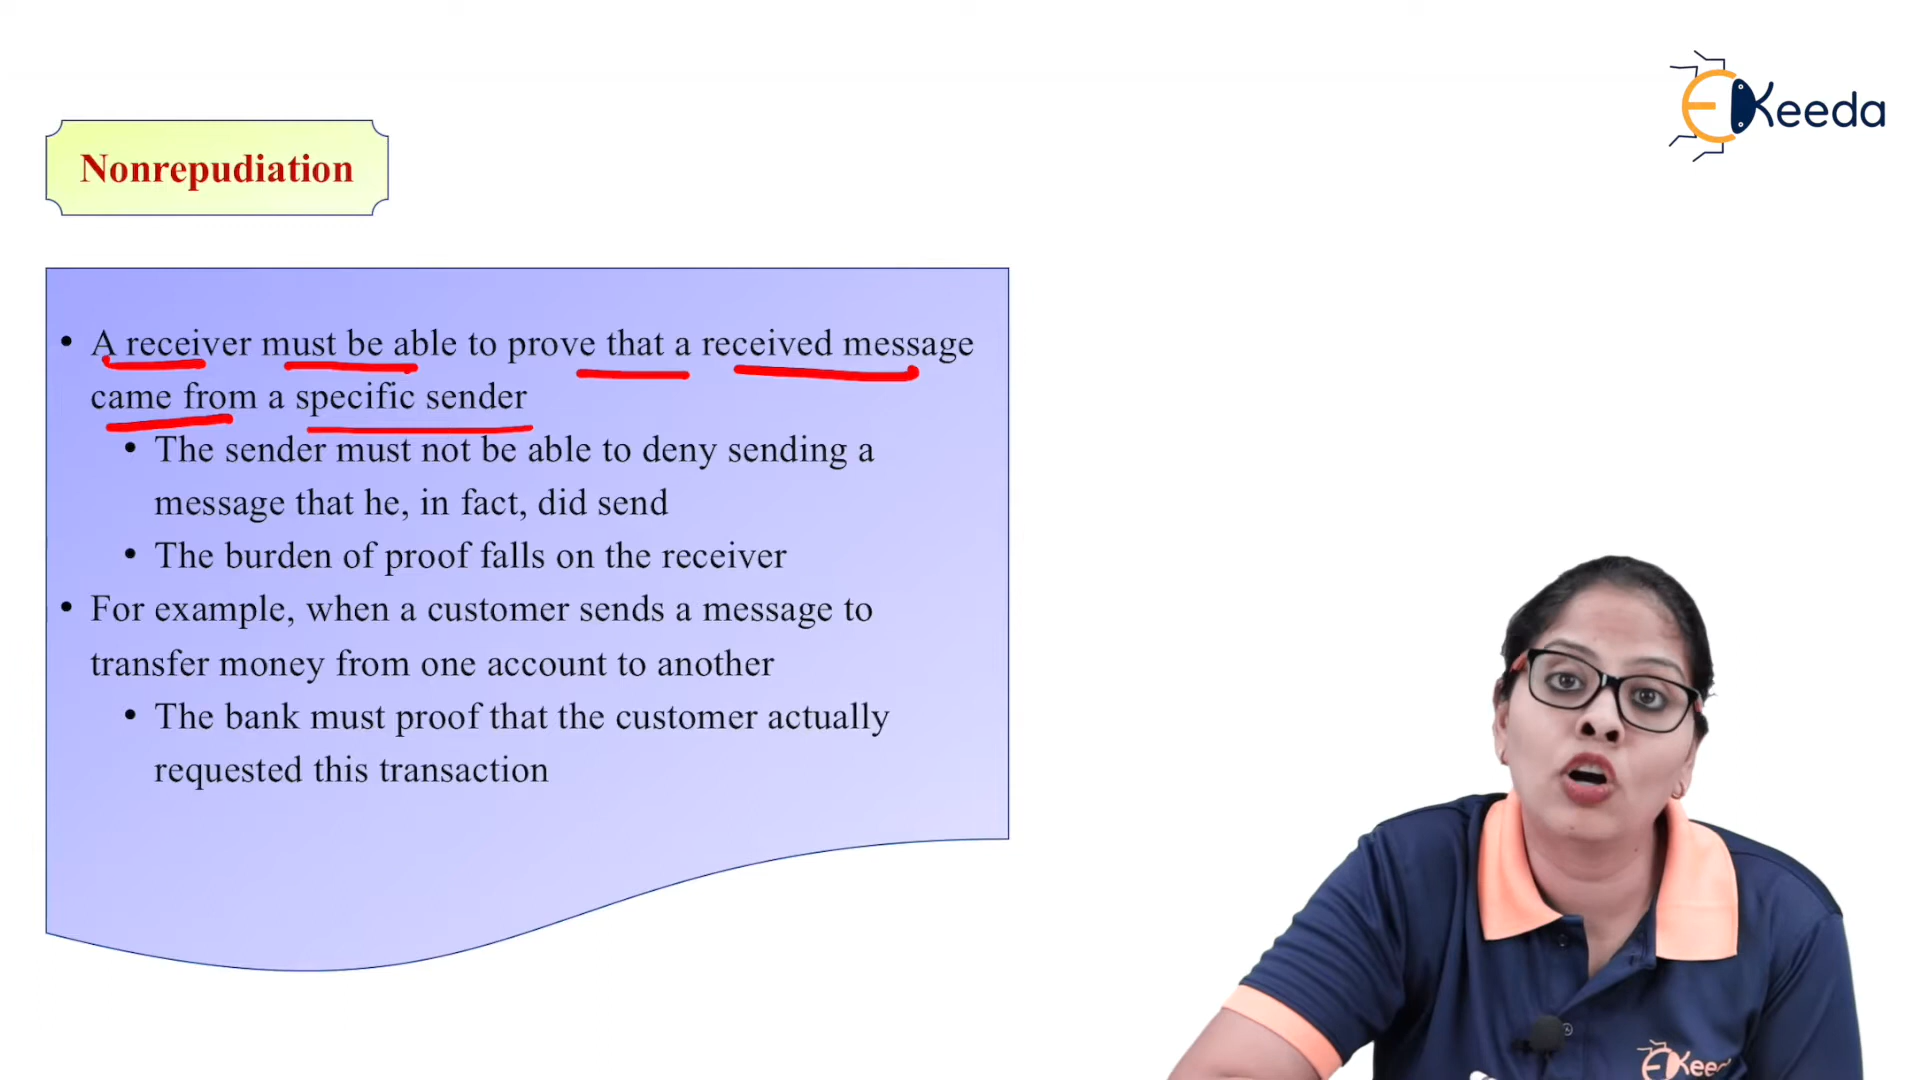 EKeeda
Nonrepudiation
• A receiver must be able to prove that a received message
came from a specific sender
• The sender must not be able to deny sending a
message that he, in fact, did send
• The burden of proof falls on the receiver
• For example, when a customer sends a message to
transfer money from one account to another
• The bank must proof that the customer actually
requested this transaction
EKeeda